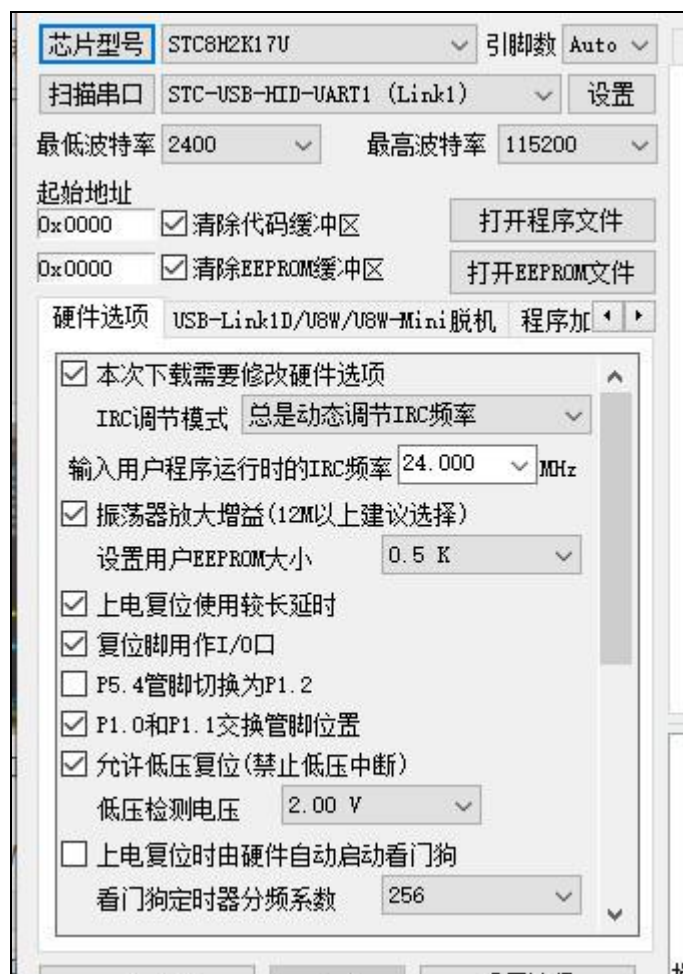 芯片型号 STC8H2K17U 引脚数 Auto
扫描串口 STC-USB-HID-UART1 (Link1) 设置
最低波特率 2400 最高波特率 115200
起始地址
0x0000 清除代码缓冲区 打开程序文件
0x0000 清除EEPROM缓冲区 打开EEPROM文件
硬件选项 USB-Link1D/U8W/U8W-Mini脱机 程序加
本次下载需要修改硬件选项
IRC调节模式 总是动态调节IRC频率
输入用户程序运行时的IRC频率 24.000 MHz
振荡器放大增益(12M以上建议选择)
设置用户EEPROM大小 0.5 K
上电复位使用较长延时
复位脚用作I/O口
P5.4管脚切换为P1.2
P1.0和P1.1交换管脚位置
允许低压复位(禁止低压中断)
低压检测电压 2.00 V
上电复位时由硬件自动启动看门狗
看门狗定时器分频系数 256